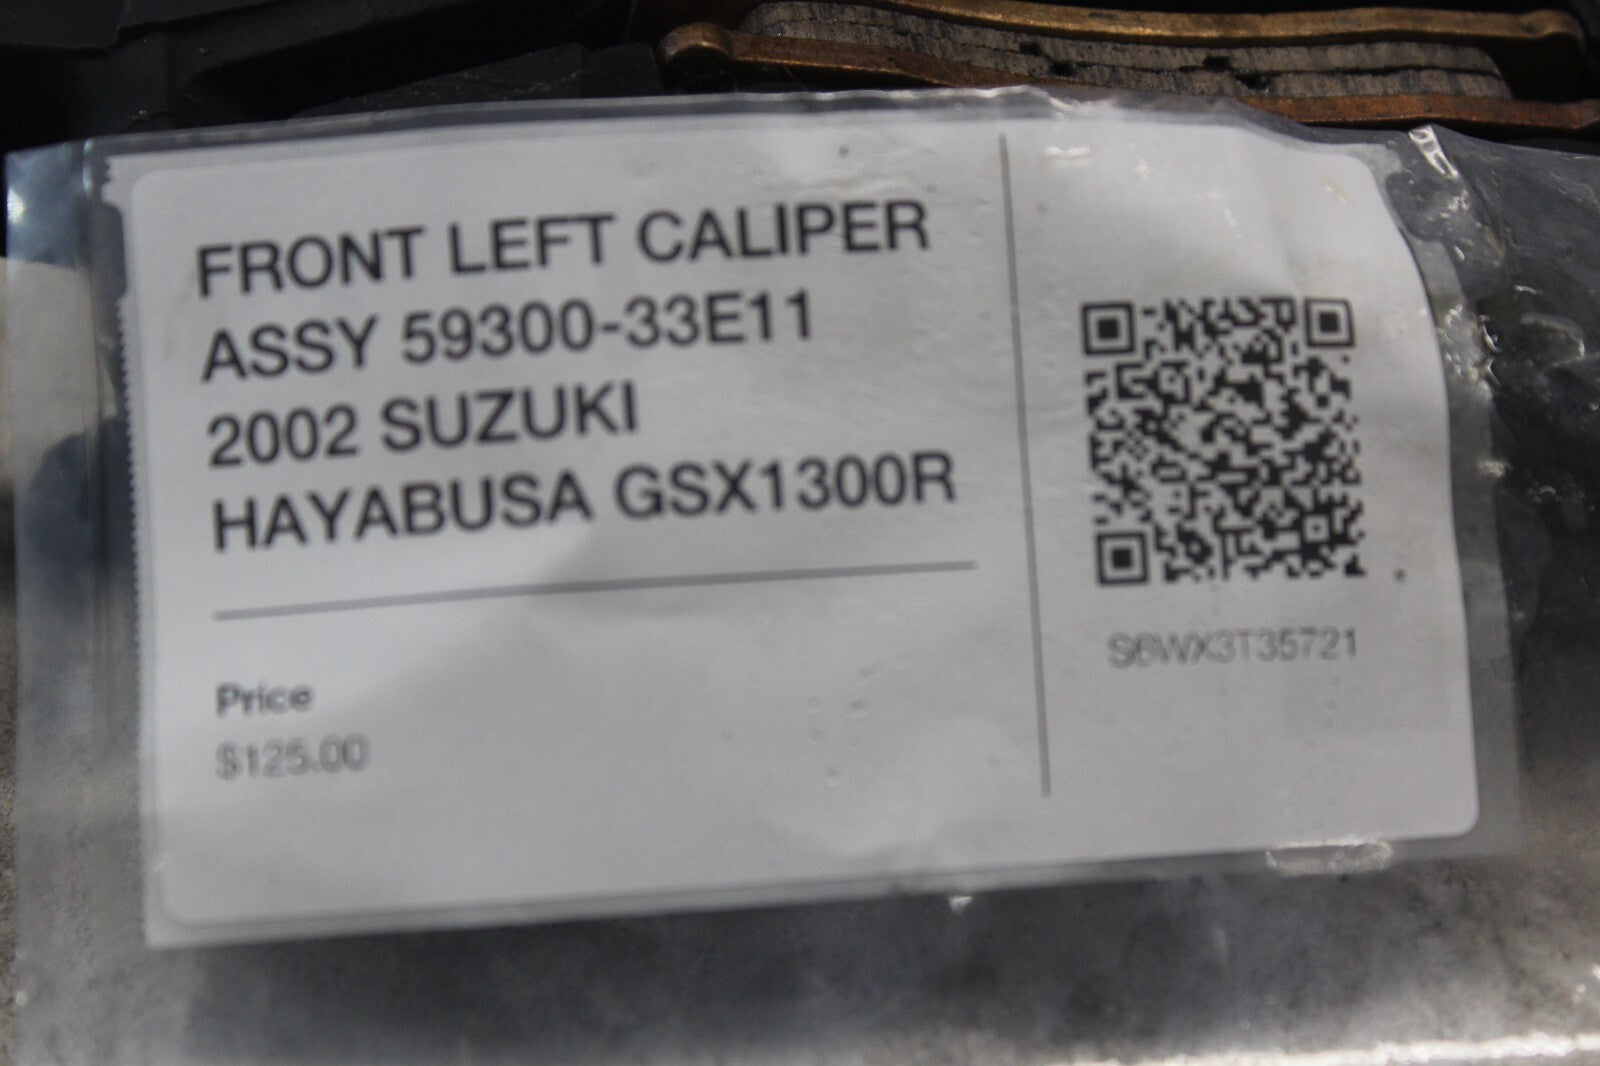 FRONT LEFT CALIPER
ASSY 59300-33E11
2002 SUZUKI
HAYABUSA GSX1300R
Price
$125.00
S6WX3T35721